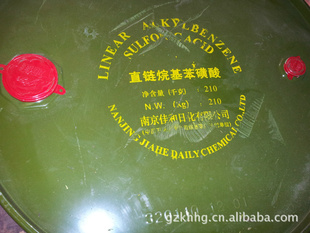 LINEAR ALKYLBENZENE
SULFONIC ACID
直链烷基苯磺酸
净含量(千克) 210
N.W. (kg) 210
南京佳和日化有限公司
NANJING JIAHE DAILY CHEMICAL CO.,LTD
gzkhhg.cn.alibaba.com